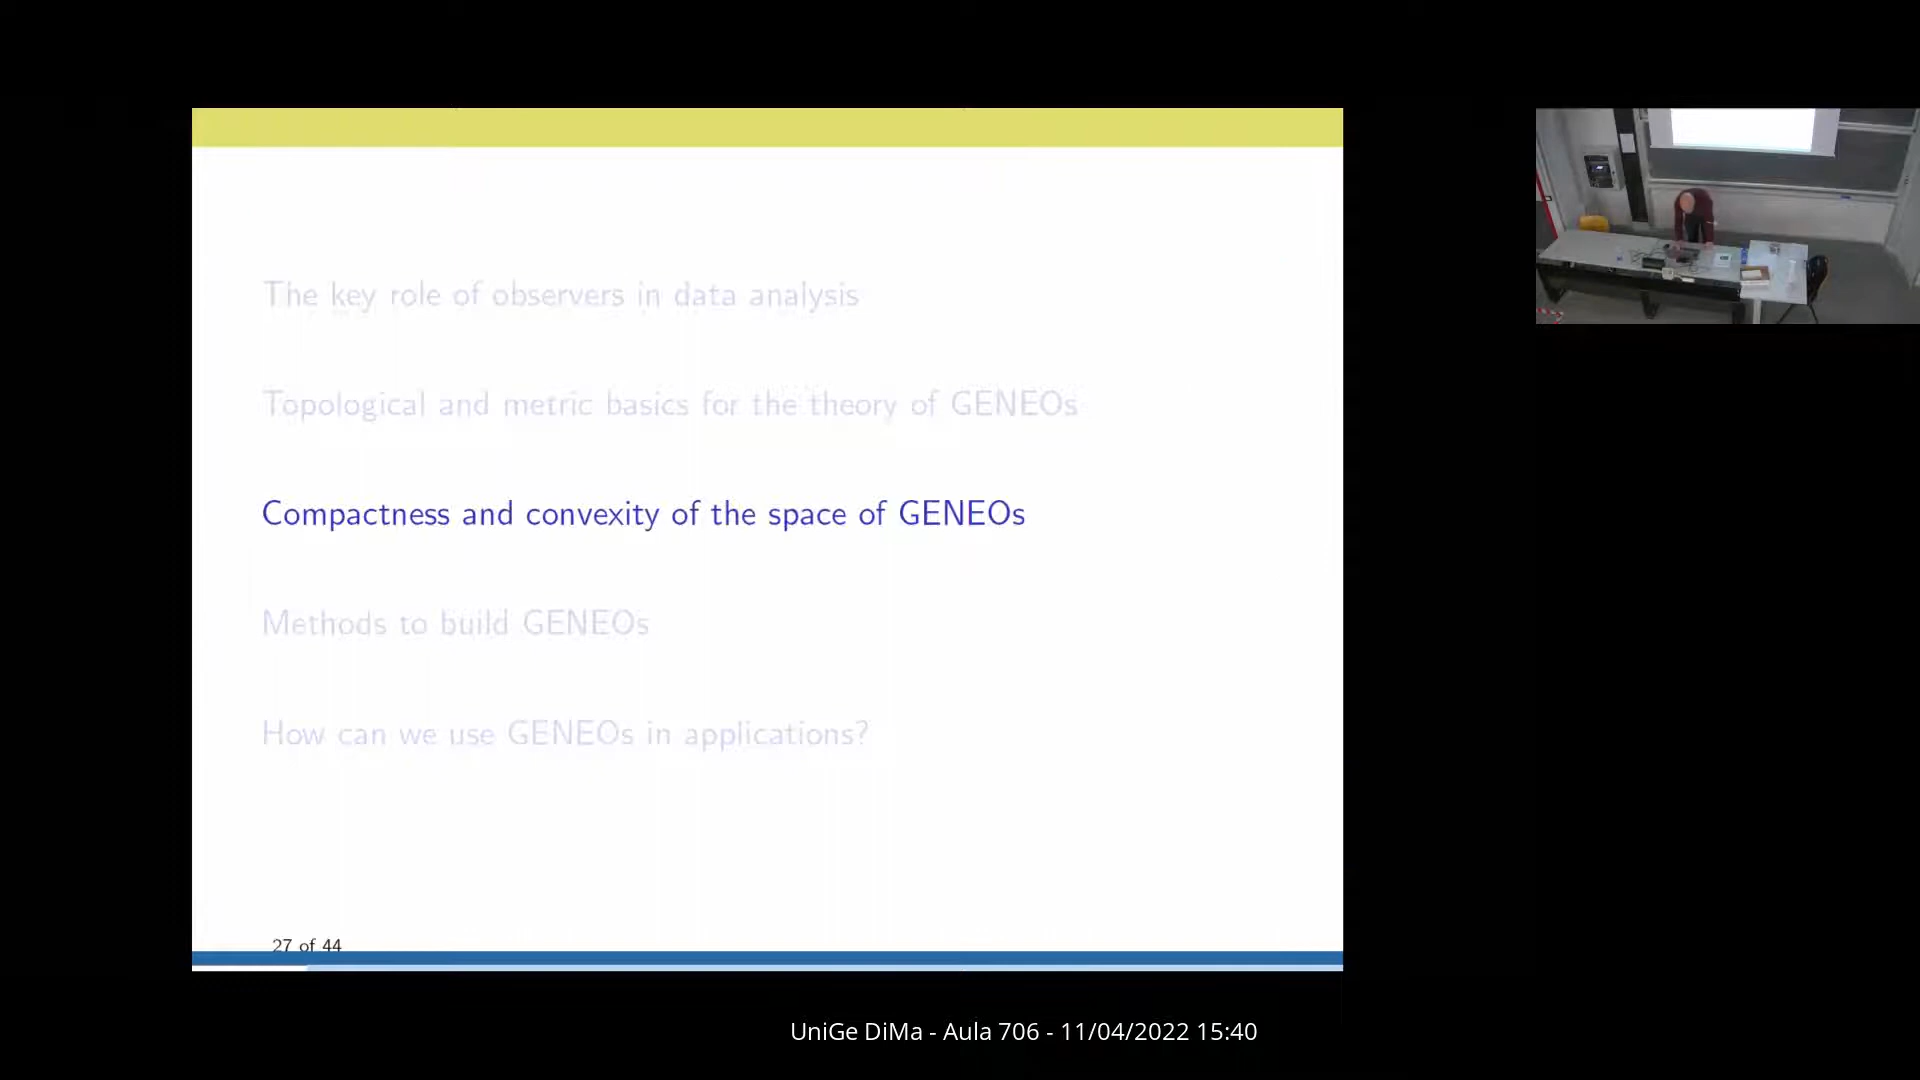 The key role of observers in data analysis
Topological and metric basics for the theory of GENEOs
Compactness and convexity of the space of GENEOs
Methods to build GENEOs
How can we use GENEOs in applications?
27 of 44
UniGe DiMa - Aula 706 - 11/04/2022 15:40